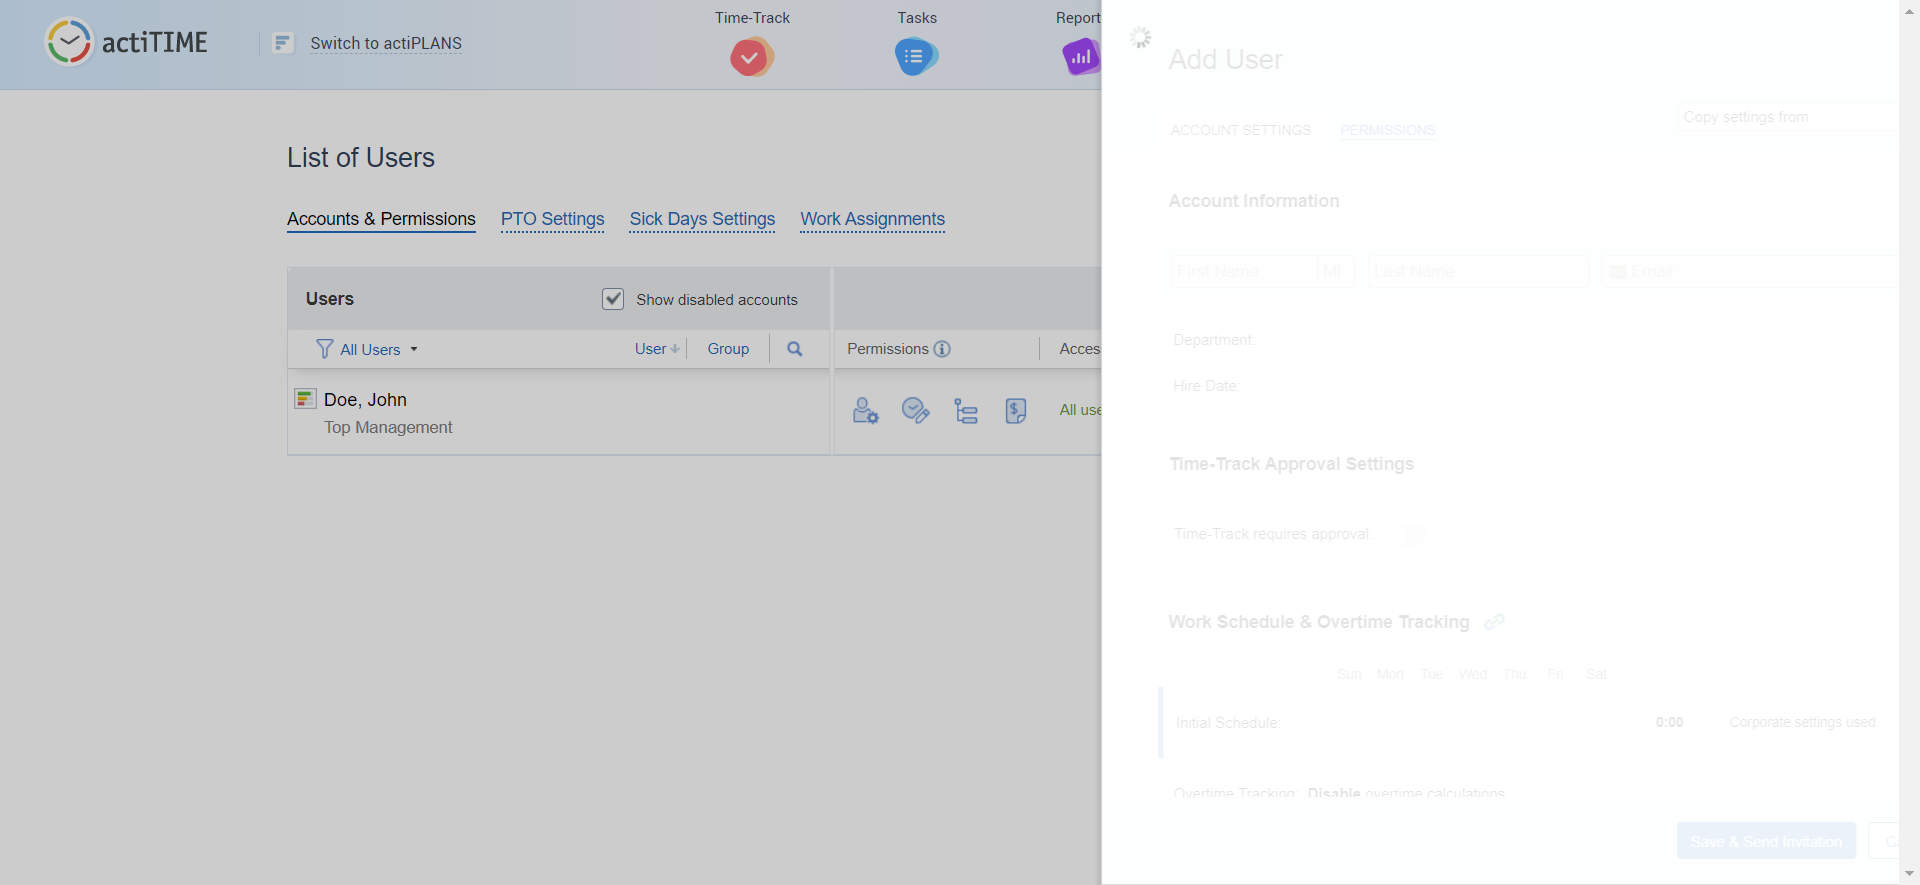 actiTIME
Switch to actiPLANS
Time-Track
Tasks
Report
List of Users
Accounts & Permissions
PTO Settings
Sick Days Settings
Work Assignments
Users
Show disabled accounts
All Users
User
Group
Permissions
Acces
Doe, John
Top Management
All use
Add User
ACCOUNT SETTINGS
PERMISSIONS
Copy settings from
Account Information
First Name
MI
Last Name
Email
Department:
Hire Date:
Time-Track Approval Settings
Time-Track requires approval:
Work Schedule & Overtime Tracking
Sun Mon Tue Wed Thu Fri Sat
Initial Schedule:
0:00
Corporate settings used
Overtime Tracking: Disable overtime calculations
Save & Send Invitation